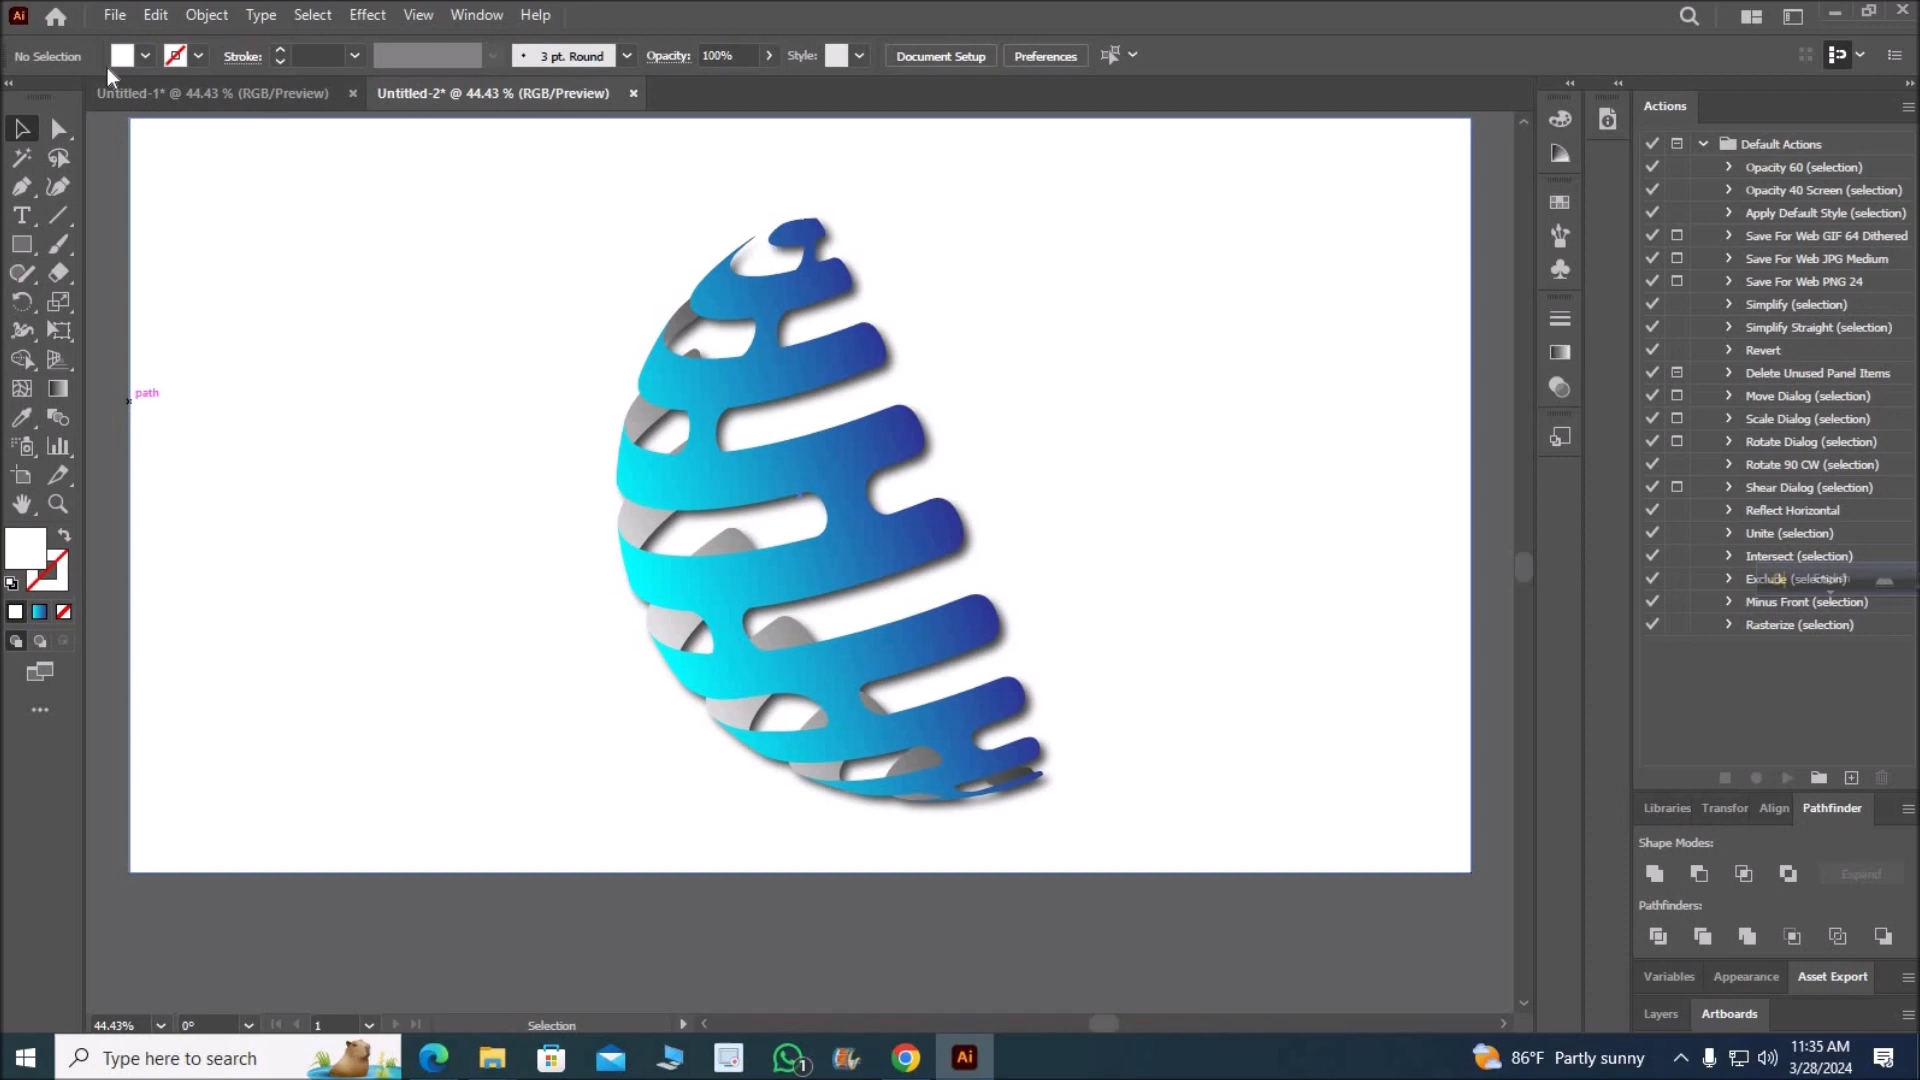 Ai File Edit Object Type Select Effect View Window Help
No Selection Stroke: 3 pt. Round Opacity: 100% Style: Document Setup Preferences
Untitled-1* @ 44.43 % (RGB/Preview) × Untitled-2* @ 44.43 % (RGB/Preview) ×
path
Actions
Default Actions
Opacity 60 (selection)
Opacity 40 Screen (selection)
Apply Default Style (selection)
Save For Web GIF 64 Dithered
Save For Web JPG Medium
Save For Web PNG 24
Simplify (selection)
Simplify Straight (selection)
Revert
Delete Unused Panel Items
Move Dialog (selection)
Scale Dialog (selection)
Rotate Dialog (selection)
Rotate 90 CW (selection)
Shear Dialog (selection)
Reflect Horizontal
Unite (selection)
Intersect (selection)
Exclude (selection)
Minus Front (selection)
Rasterize (selection)
Libraries Transfor Align Pathfinder
Shape Modes:
Expand
Pathfinders:
Variables Appearance Asset Export
Layers Artboards
44.43% 0° 1 Selection
Type here to search 1 Ai 86°F Partly sunny 11:35 AM
3/28/2024